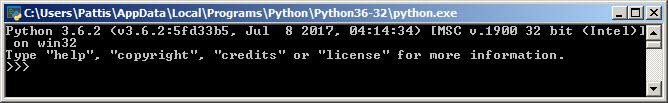 C:\Users\Pattis\AppData\Local\Programs\Python\Python36-32\python.exe
Python 3.6.2 (v3.6.2:5fd33b5, Jul  8 2017, 04:14:34) [MSC v.1900 32 bit (Intel)]
 on win32
Type "help", "copyright", "credits" or "license" for more information.
>>>